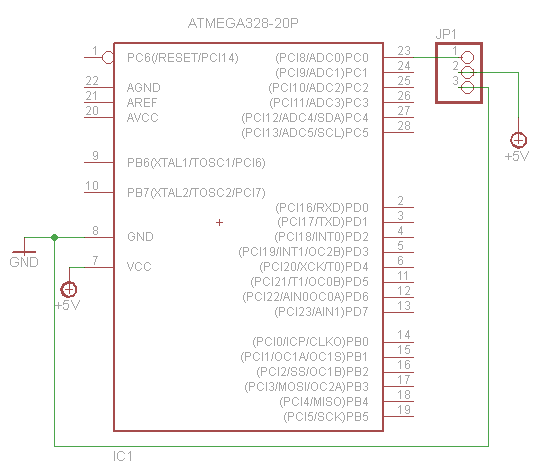 ATMEGA328-20P
JP1
1 PC6(/RESET/PCI14) (PCI8/ADC0)PC0 23 1
(PCI9/ADC1)PC1 24 2
22 AGND (PCI10/ADC2)PC2 25 3
21 AREF (PCI11/ADC3)PC3 26
20 AVCC (PCI12/ADC4/SDA)PC4 27
(PCI13/ADC5/SCL)PC5 28
+5V
9 PB6(XTAL1/TOSC1/PCI6)
10 PB7(XTAL2/TOSC2/PCI7)
(PCI16/RXD)PD0 2
(PCI17/TXD)PD1 3
8 GND (PCI18/INT0)PD2 4
(PCI19/INT1/OC2B)PD3 5
GND
7 VCC (PCI20/XCK/T0)PD4 6
(PCI21/T1/OC0B)PD5 11
(PCI22/AIN0OC0A)PD6 12
+5V
(PCI23/AIN1)PD7 13
(PCI0/ICP/CLKO)PB0 14
(PCI1/OC1A/OC1S)PB1 15
(PCI2/SS/OC1B)PB2 16
(PCI3/MOSI/OC2A)PB3 17
(PCI4/MISO)PB4 18
(PCI5/SCK)PB5 19
IC1